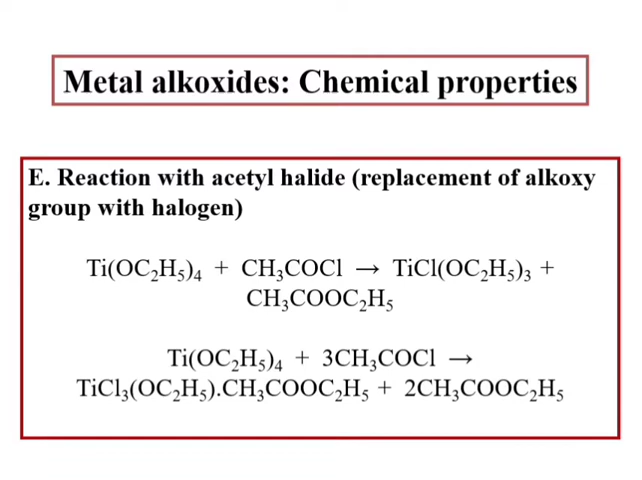 Metal alkoxides: Chemical properties
E. Reaction with acetyl halide (replacement of alkoxy
group with halogen)
Ti(OC₂H₅)₄ + CH₃COCl → TiCl(OC₂H₅)₃ +
CH₃COOC₂H₅
Ti(OC₂H₅)₄ + 3CH₃COCl →
TiCl₃(OC₂H₅).CH₃COOC₂H₅ + 2CH₃COOC₂H₅